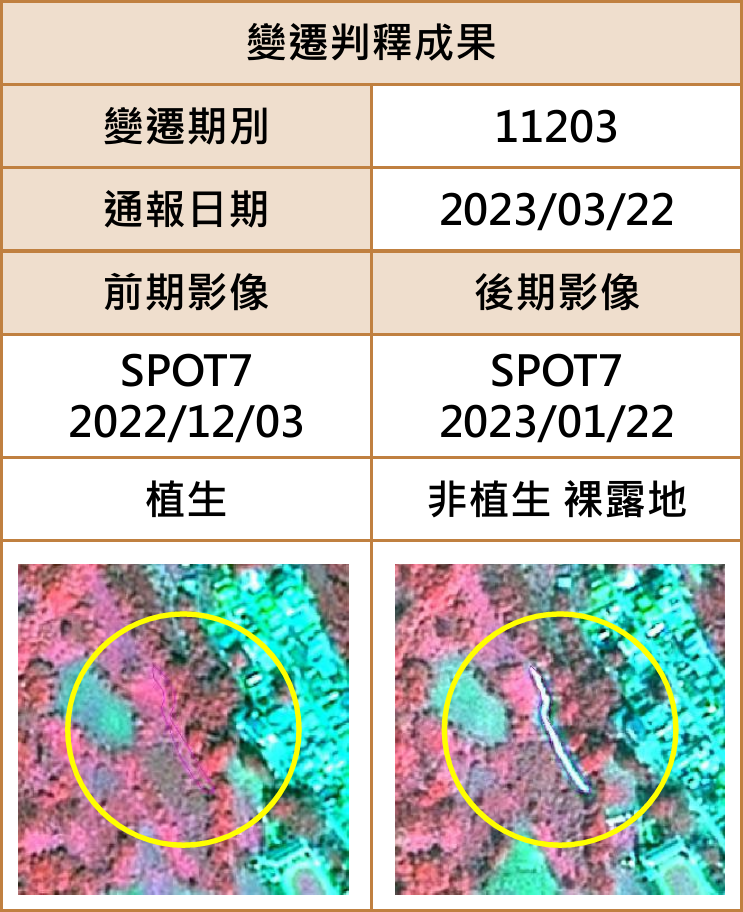 變遷判釋成果
變遷期別
11203
通報日期
2023/03/22
前期影像
後期影像
SPOT7
2022/12/03
SPOT7
2023/01/22
植生
非植生 裸露地